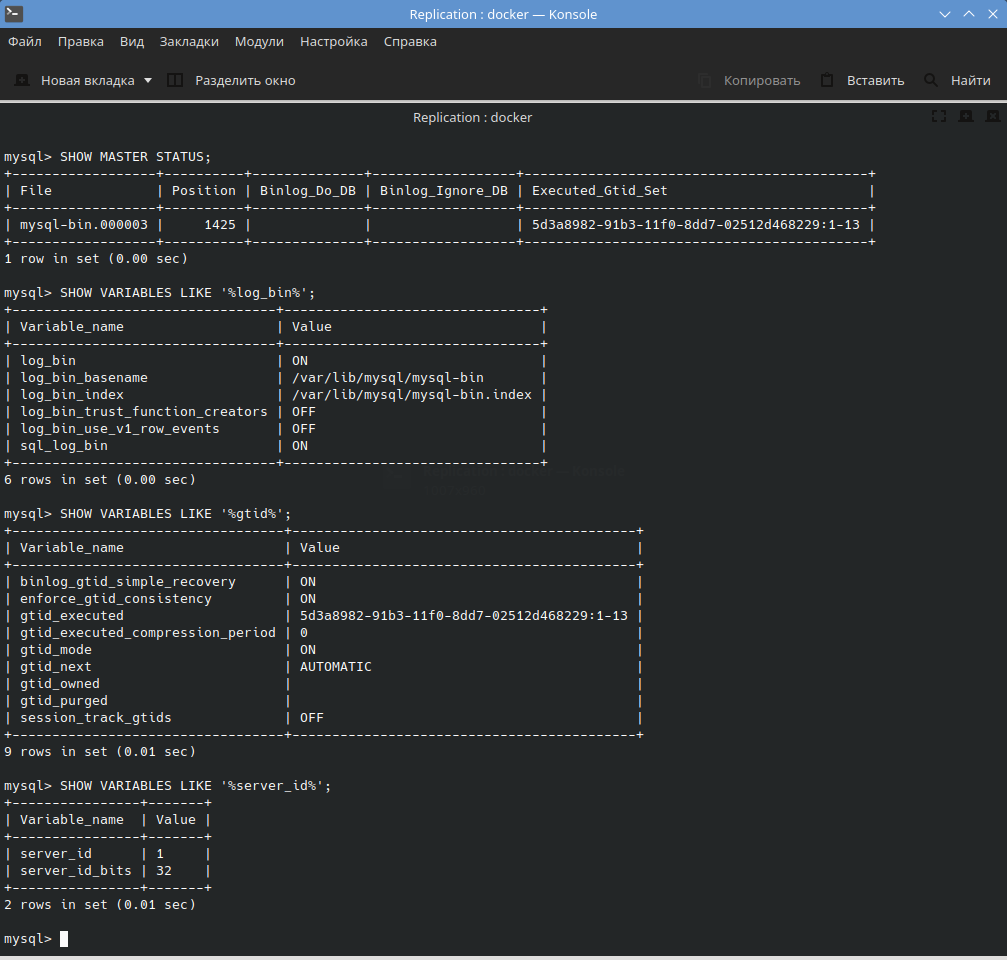 Replication : docker — Konsole
Файл Правка Вид Закладки Модули Настройка Справка
Новая вкладка Разделить окно Копировать Вставить Найти
Replication : docker
mysql> SHOW MASTER STATUS;
+------------------+----------+--------------+------------------+-------------------------------------------+
| File             | Position | Binlog_Do_DB | Binlog_Ignore_DB | Executed_Gtid_Set                         |
+------------------+----------+--------------+------------------+-------------------------------------------+
| mysql-bin.000003 |     1425 |              |                  | 5d3a8982-91b3-11f0-8dd7-02512d468229:1-13 |
+------------------+----------+--------------+------------------+-------------------------------------------+
1 row in set (0.00 sec)
mysql> SHOW VARIABLES LIKE '%log_bin%';
+---------------------------------+--------------------------------+
| Variable_name                   | Value                          |
+---------------------------------+--------------------------------+
| log_bin                         | ON                             |
| log_bin_basename                | /var/lib/mysql/mysql-bin       |
| log_bin_index                   | /var/lib/mysql/mysql-bin.index |
| log_bin_trust_function_creators | OFF                            |
| log_bin_use_v1_row_events       | OFF                            |
| sql_log_bin                     | ON                             |
+---------------------------------+--------------------------------+
6 rows in set (0.00 sec)
mysql> SHOW VARIABLES LIKE '%gtid%';
+----------------------------------+-------------------------------------------+
| Variable_name                    | Value                                     |
+----------------------------------+-------------------------------------------+
| binlog_gtid_simple_recovery      | ON                                        |
| enforce_gtid_consistency         | ON                                        |
| gtid_executed                    | 5d3a8982-91b3-11f0-8dd7-02512d468229:1-13 |
| gtid_executed_compression_period | 0                                         |
| gtid_mode                        | ON                                        |
| gtid_next                        | AUTOMATIC                                 |
| gtid_owned                       |                                           |
| gtid_purged                      |                                           |
| session_track_gtids              | OFF                                       |
+----------------------------------+-------------------------------------------+
9 rows in set (0.01 sec)
mysql> SHOW VARIABLES LIKE '%server_id%';
+----------------+-------+
| Variable_name  | Value |
+----------------+-------+
| server_id      | 1     |
| server_id_bits | 32    |
+----------------+-------+
2 rows in set (0.01 sec)
mysql>